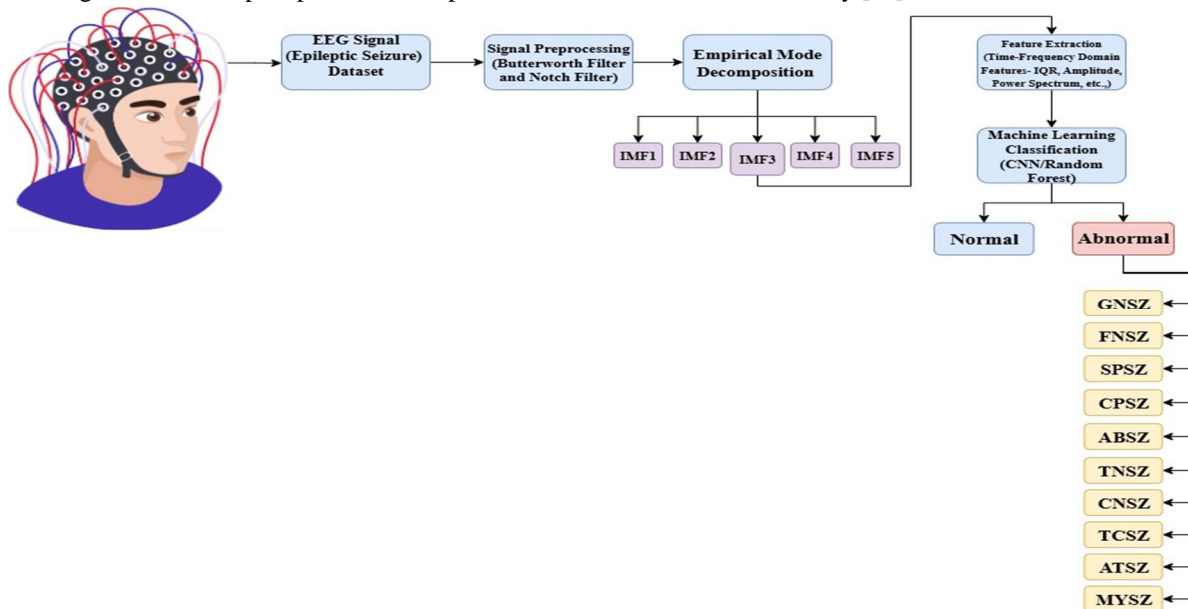 EEG Signal
(Epileptic Seizure)
Dataset
Signal Preprocessing
(Butterworth Filter
and Notch Filter)
Empirical Mode
Decomposition
IMF1
IMF2
IMF3
IMF4
IMF5
Feature Extraction
(Time-Frequency Domain
Features- IQR, Amplitude,
Power Spectrum, etc.,)
Machine Learning
Classification
(CNN/Random
Forest)
Normal
Abnormal
GNSZ
FNSZ
SPSZ
CPSZ
ABSZ
TNSZ
CNSZ
TCSZ
ATSZ
MYSZ